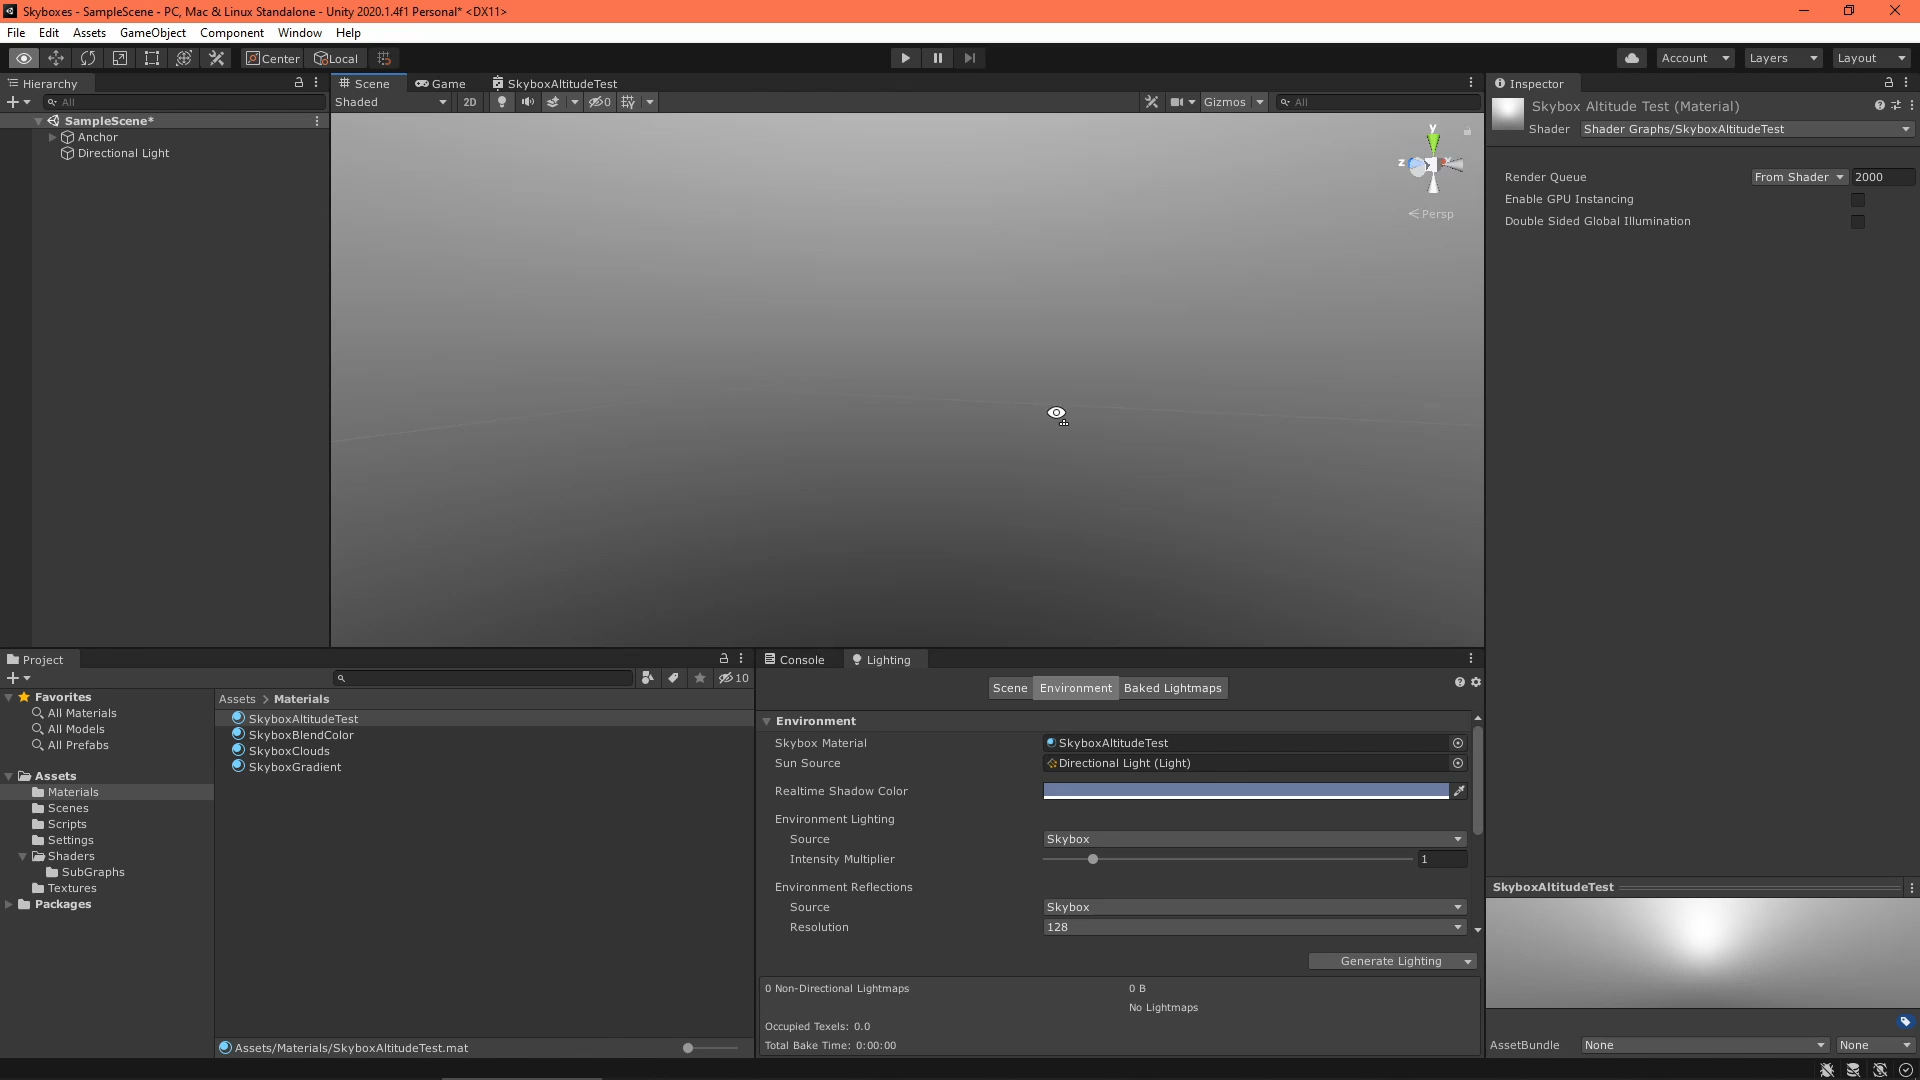 Skyboxes - SampleScene - PC, Mac & Linux Standalone - Unity 2020.1.4f1 Personal* <DX11>
File Edit Assets GameObject Component Window Help
Center Local Account Layers Layout
Hierarchy
All
SampleScene*
Anchor
Directional Light
Scene Game SkyboxAltitudeTest
Shaded 2D 0 Gizmos All
y
z x
Persp
Inspector
Skybox Altitude Test (Material)
Shader Shader Graphs/SkyboxAltitudeTest
Render Queue From Shader 2000
Enable GPU Instancing
Double Sided Global Illumination
Project
10
Favorites
All Materials
All Models
All Prefabs
Assets
Materials
Scenes
Scripts
Settings
Shaders
SubGraphs
Textures
Packages
Assets > Materials
SkyboxAltitudeTest
SkyboxBlendColor
SkyboxClouds
SkyboxGradient
Assets/Materials/SkyboxAltitudeTest.mat
Console Lighting
Scene Environment Baked Lightmaps
Environment
Skybox Material SkyboxAltitudeTest
Sun Source Directional Light (Light)
Realtime Shadow Color
Environment Lighting
Source Skybox
Intensity Multiplier 1
Environment Reflections
Source Skybox
Resolution 128
Generate Lighting
0 Non-Directional Lightmaps 0 B
No Lightmaps
Occupied Texels: 0.0
Total Bake Time: 0:00:00
SkyboxAltitudeTest
AssetBundle None None